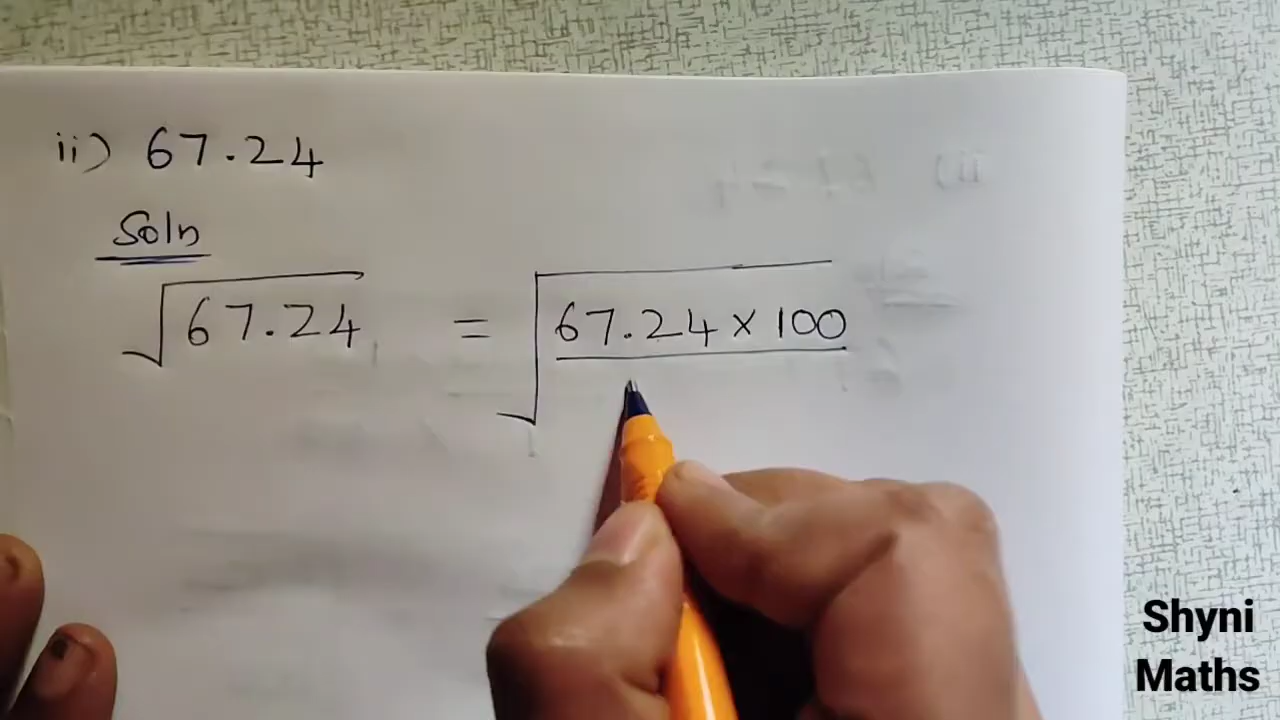 ii) 67.24
Soln
√67.24 = √67.24 × 100
Shyni
Maths